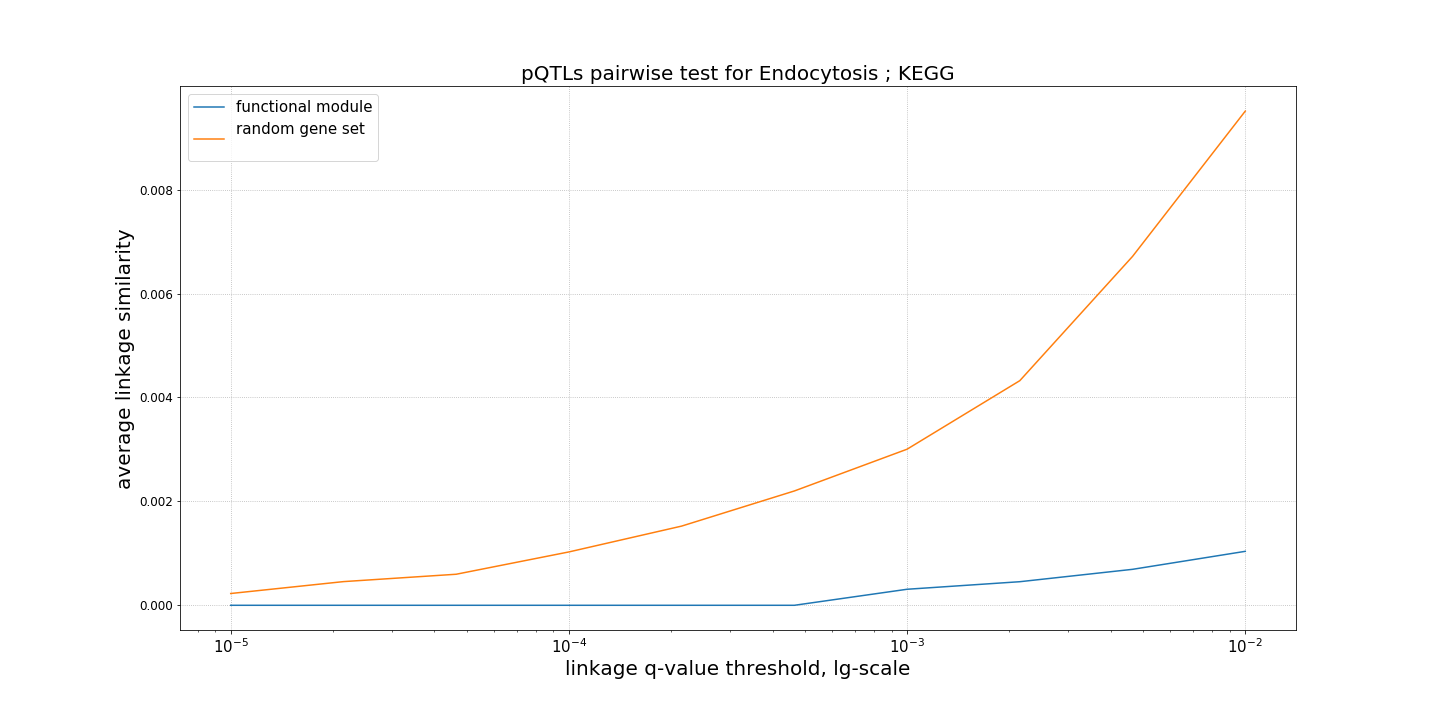 pQTLs pairwise test for Endocytosis ; KEGG
functional module
random gene set
average linkage similarity
0.008
0.006
0.004
0.002
0.000
10⁻⁵
10⁻⁴
10⁻³
10⁻²
linkage q-value threshold, lg-scale